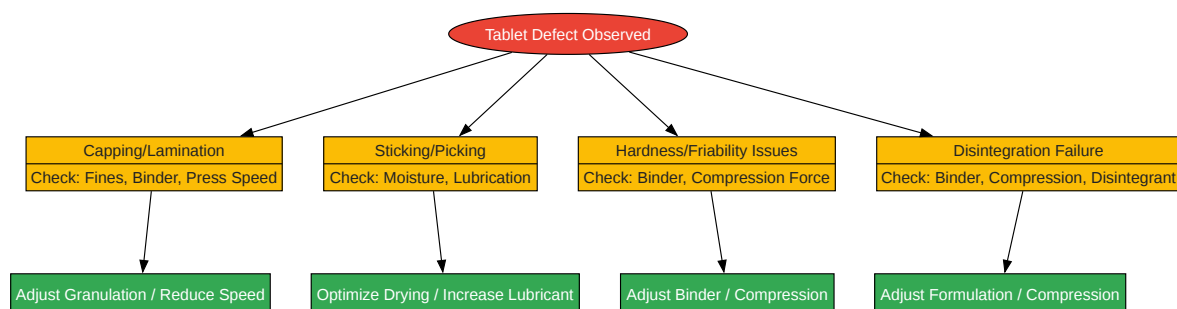 Tablet Defect Observed
Capping/Lamination
Check: Fines, Binder, Press Speed
Sticking/Picking
Check: Moisture, Lubrication
Hardness/Friability Issues
Check: Binder, Compression Force
Disintegration Failure
Check: Binder, Compression, Disintegrant
Adjust Granulation / Reduce Speed
Optimize Drying / Increase Lubricant
Adjust Binder / Compression
Adjust Formulation / Compression